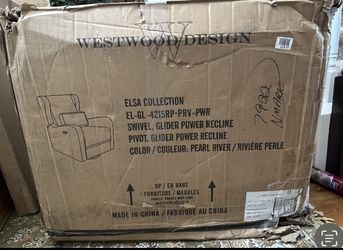 WESTWOOD DESIGN
ELSA COLLECTION
EL-GL-4215RP-PRV-PWR
SWIVEL, GLIDER POWER RECLINE
PIVOT, GLIDER POWER RECLINE
COLOR / COULEUR: PEARL RIVER / RIVIÈRE PERLE
UP / EN HAUT
FURNITURE / MEUBLES
MADE IN CHINA / FABRIQUÉ AU CHINA